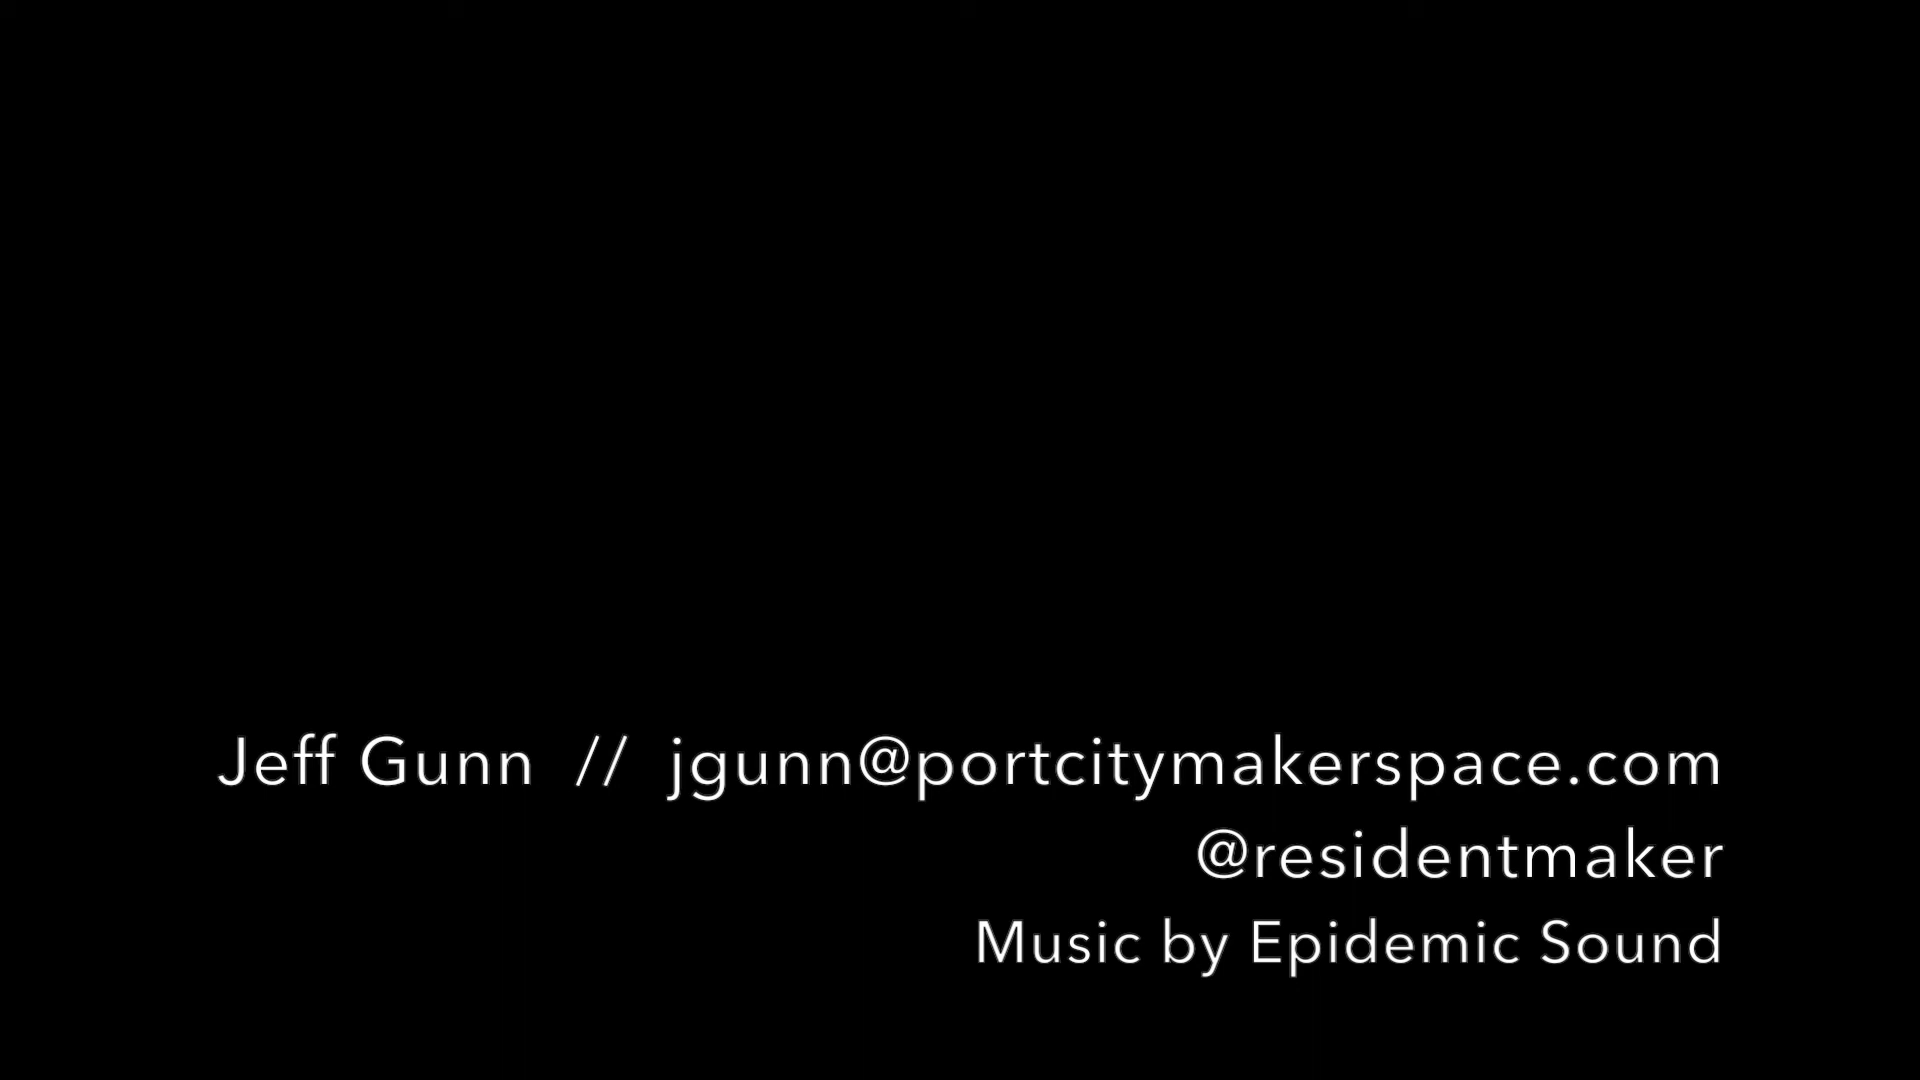 Jeff Gunn // jgunn@portcitymakerspace.com
@residentmaker
Music by Epidemic Sound